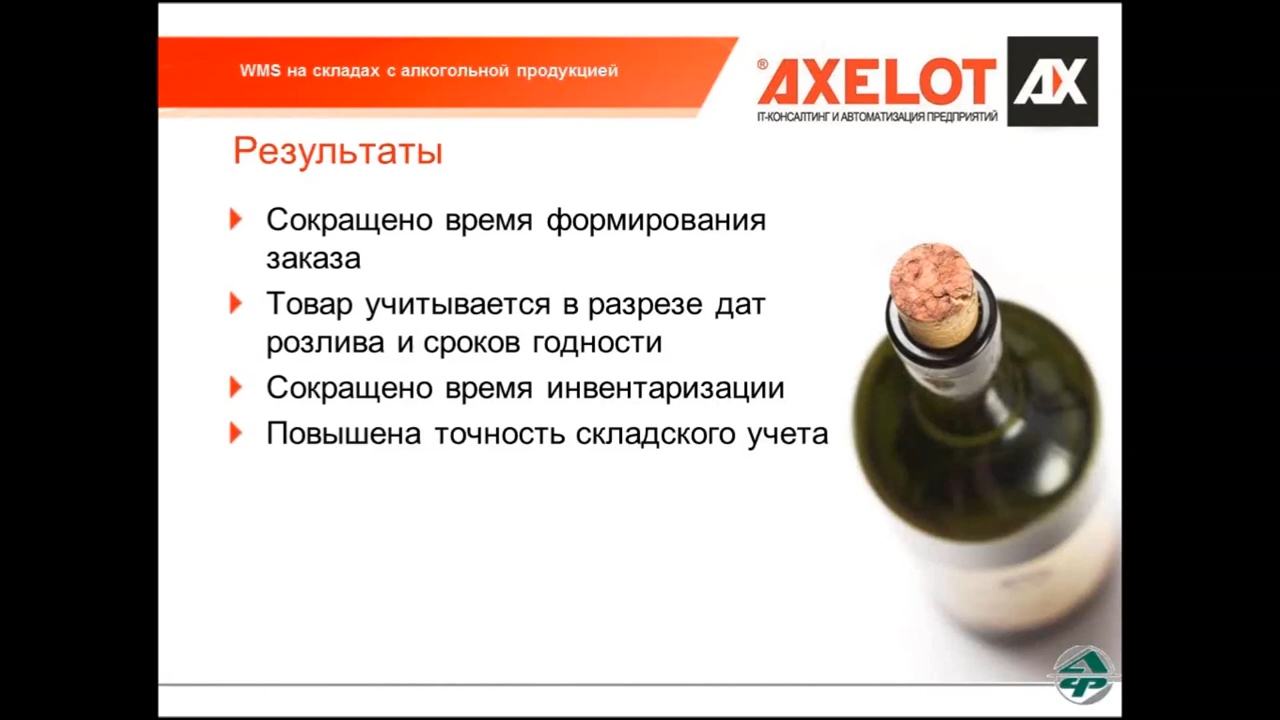 WMS на складах с алкогольной продукцией
® AXELOT AX
IT-КОНСАЛТИНГ И АВТОМАТИЗАЦИЯ ПРЕДПРИЯТИЙ
Результаты
Сокращено время формирования
заказа
Товар учитывается в разрезе дат
розлива и сроков годности
Сокращено время инвентаризации
Повышена точность складского учета